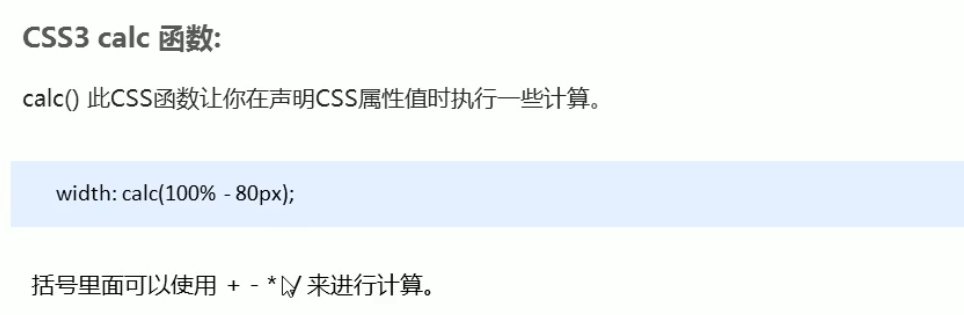 CSS3 calc 函数:
calc() 此CSS函数让你在声明CSS属性值时执行一些计算。
width: calc(100% - 80px);
括号里面可以使用 + - * / 来进行计算。